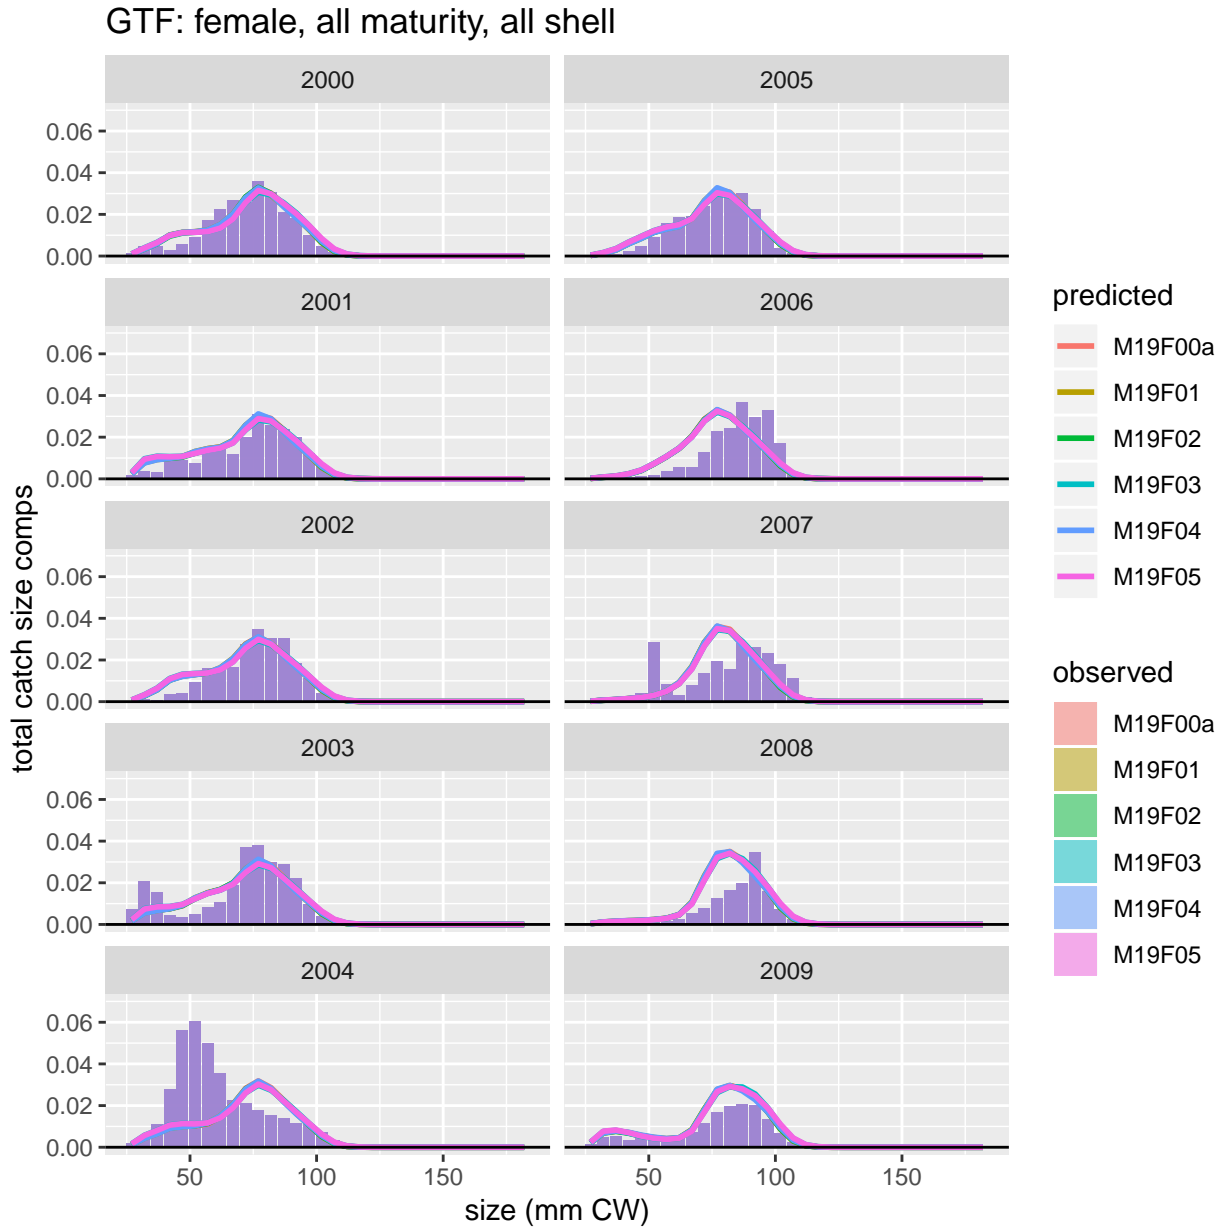 GTF: female, all maturity, all shell
2000
2005
0.06
0.04
0.02
0.00
2001
2006
0.06
0.04
0.02
0.00
2002
2007
0.06
0.04
0.02
0.00
2003
2008
0.06
0.04
0.02
0.00
2004
2009
0.06
0.04
0.02
0.00
50
100
150
50
100
150
size (mm CW)
total catch size comps
predicted
M19F00a
M19F01
M19F02
M19F03
M19F04
M19F05
observed
M19F00a
M19F01
M19F02
M19F03
M19F04
M19F05